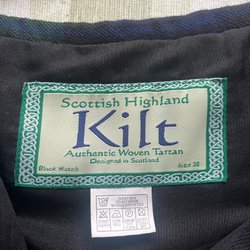 Scottish Highland
Kilt
Authentic Woven Tartan
Designed in Scotland
Black Watch
Size 38